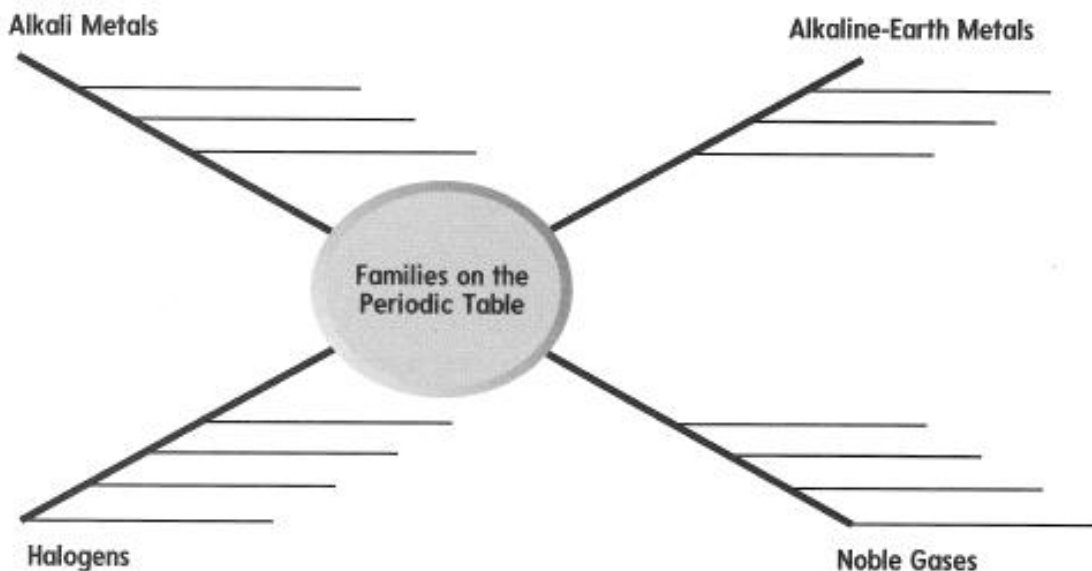 Alkali Metals
Alkaline-Earth Metals
Families on the
Periodic Table
Halogens
Noble Gases